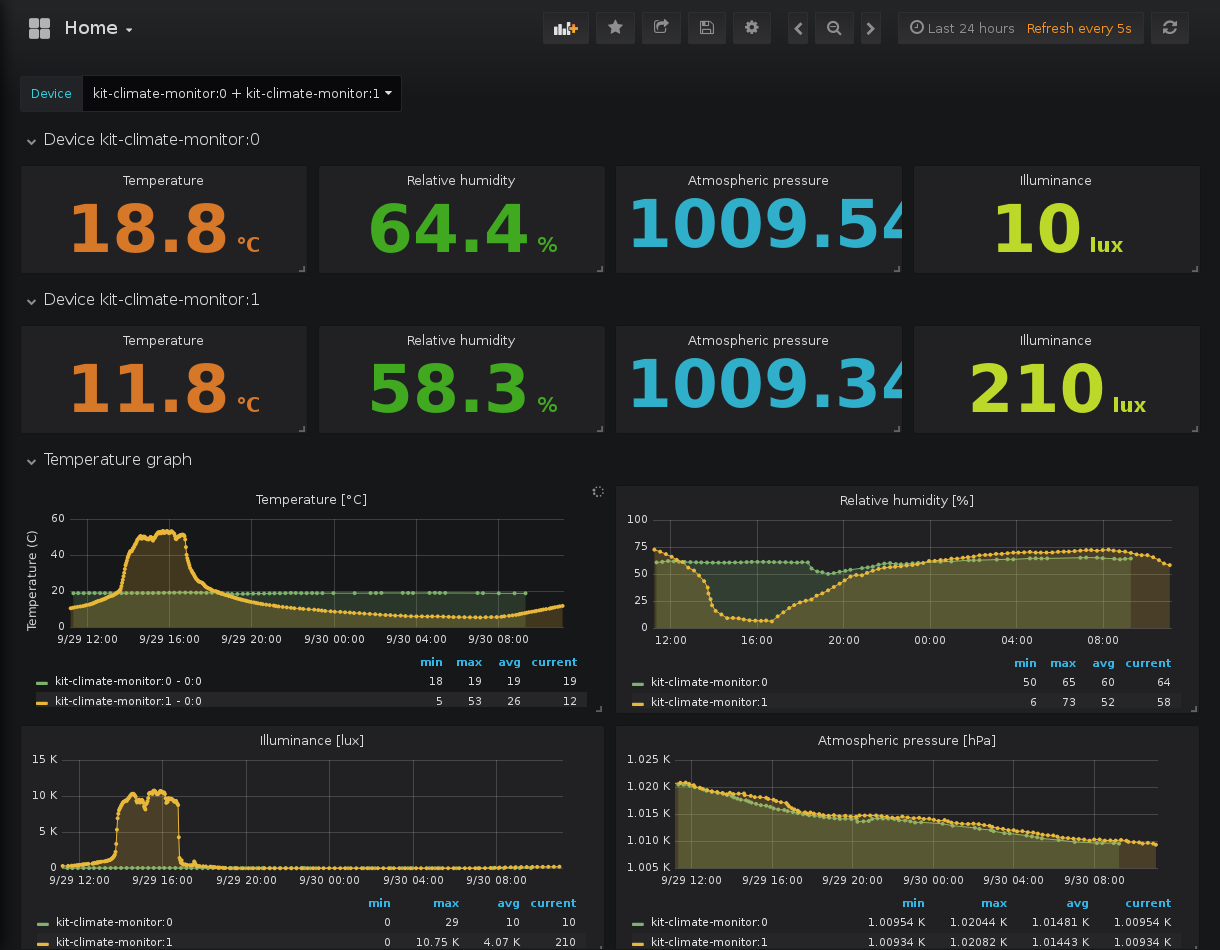 Home
Last 24 hours Refresh every 5s
Device kit-climate-monitor:0 + kit-climate-monitor:1
Device kit-climate-monitor:0
Temperature Relative humidity Atmospheric pressure Illuminance
18.8 °C 64.4 % 1009.54 10 lux
Device kit-climate-monitor:1
Temperature Relative humidity Atmospheric pressure Illuminance
11.8 °C 58.3 % 1009.34 210 lux
Temperature graph
Temperature [°C]
Temperature (C)
60
40
20
0
9/29 12:00 9/29 16:00 9/29 20:00 9/30 00:00 9/30 04:00 9/30 08:00
min max avg current
kit-climate-monitor:0 - 0:0 18 19 19 19
kit-climate-monitor:1 - 0:0 5 53 26 12
Relative humidity [%]
100
75
50
25
0
12:00 16:00 20:00 00:00 04:00 08:00
min max avg current
kit-climate-monitor:0 50 65 60 64
kit-climate-monitor:1 6 73 52 58
Illuminance [lux]
15 K
10 K
5 K
0
9/29 12:00 9/29 16:00 9/29 20:00 9/30 00:00 9/30 04:00 9/30 08:00
min max avg current
kit-climate-monitor:0 0 29 10 10
kit-climate-monitor:1 0 10.75 K 4.07 K 210
Atmospheric pressure [hPa]
1.025 K
1.020 K
1.015 K
1.010 K
1.005 K
9/29 12:00 9/29 16:00 9/29 20:00 9/30 00:00 9/30 04:00 9/30 08:00
min max avg current
kit-climate-monitor:0 1.00954 K 1.02044 K 1.01481 K 1.00954 K
kit-climate-monitor:1 1.00934 K 1.02082 K 1.01443 K 1.00934 K